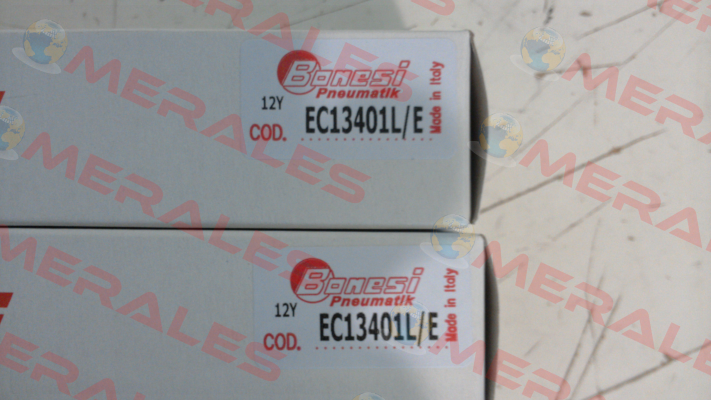 Bonesi
Pneumatik
12Y
COD. EC13401L/E
Made in Italy
Bonesi
Pneumatik
12Y
COD. EC13401L/E
Made in Italy
MERALES
MERALES
MERALES
MERALES